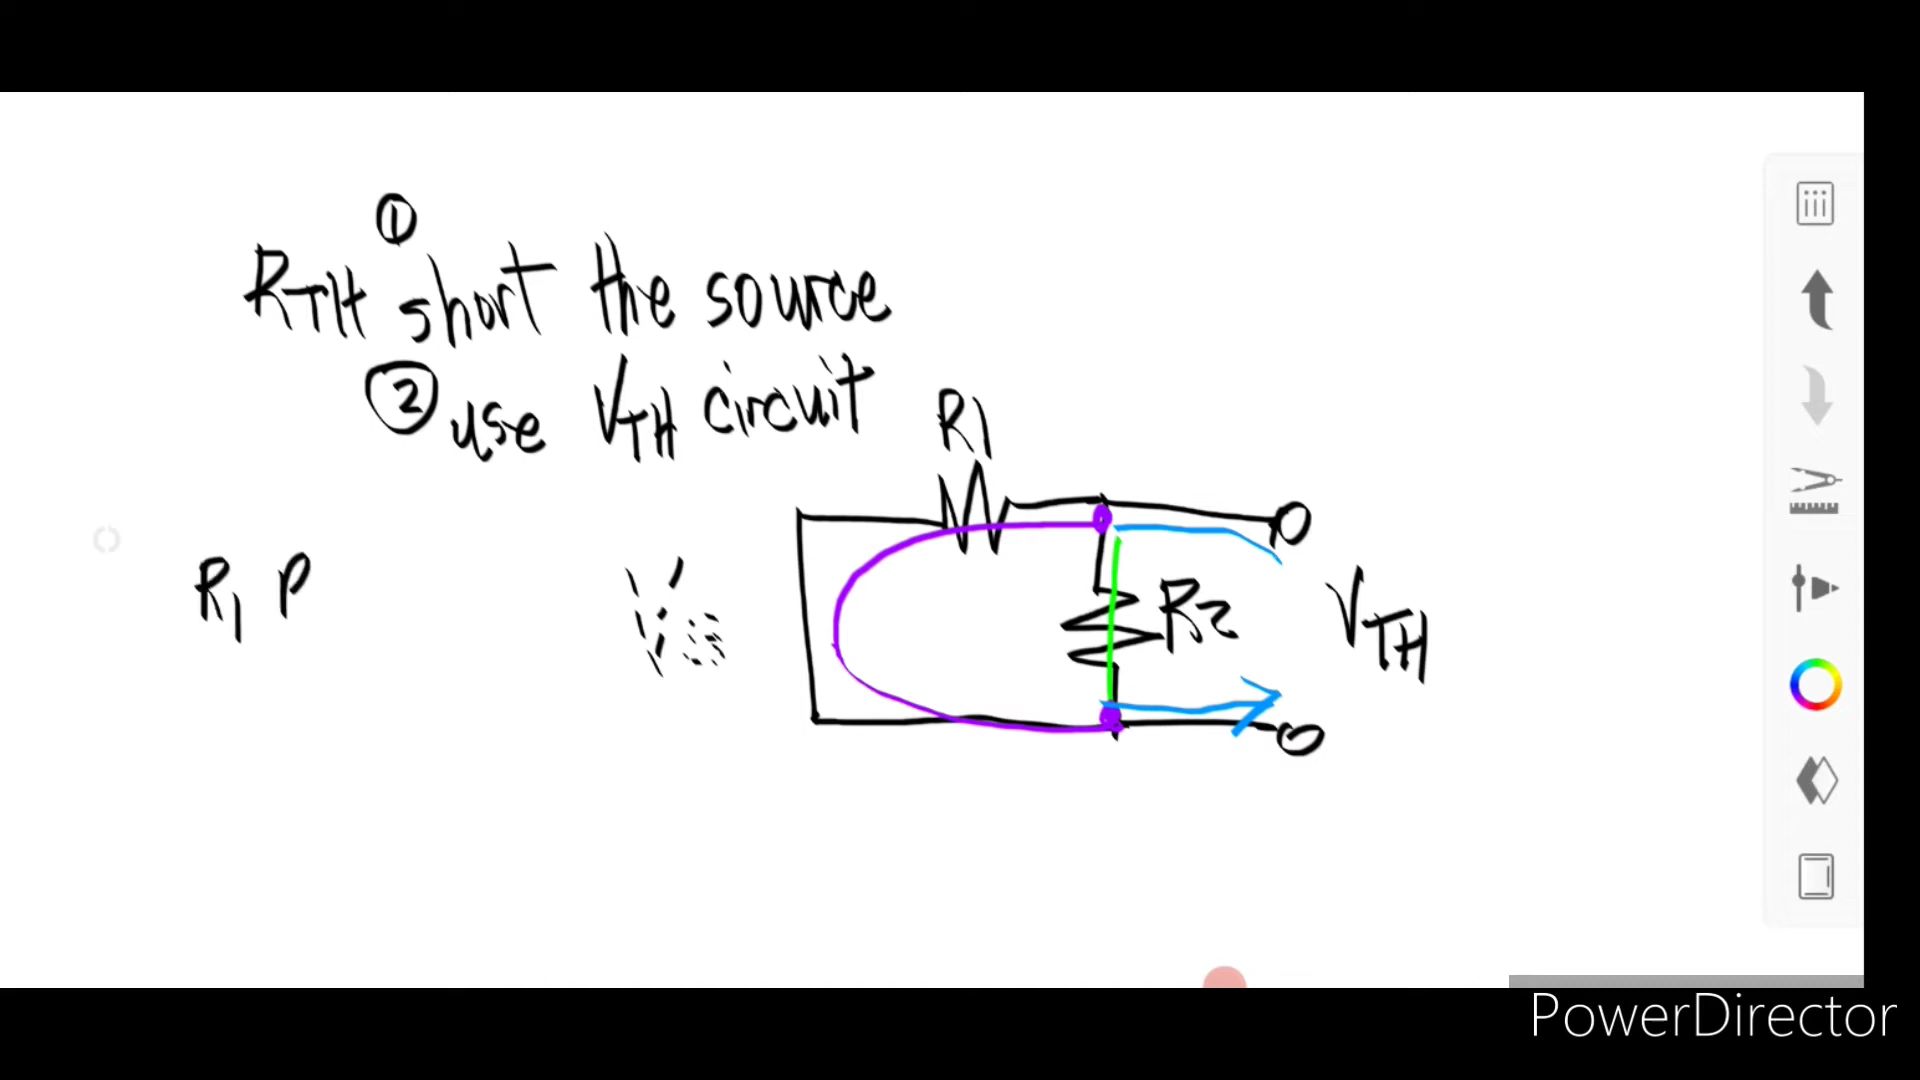 ①
RTH short the source
② use VTH circuit
R1
R1 P
R2
VTH
PowerDirector